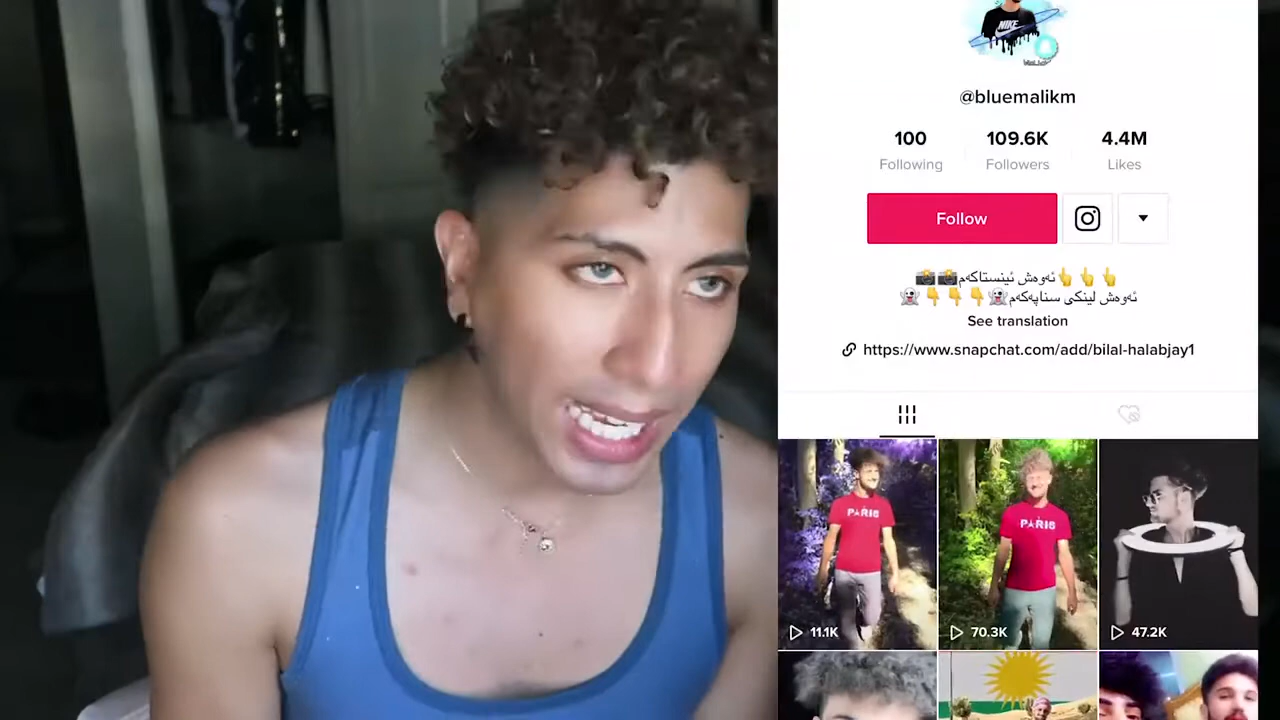 NIKE
@bluemalikm
100 109.6K 4.4M
Following Followers Likes
Follow
ئەوەش ئینستاکەم
ئەوەش لینکی سناپەکەم
See translation
https://www.snapchat.com/add/bilal-halabjay1
PARIS PARIS
11.1K 70.3K 47.2K